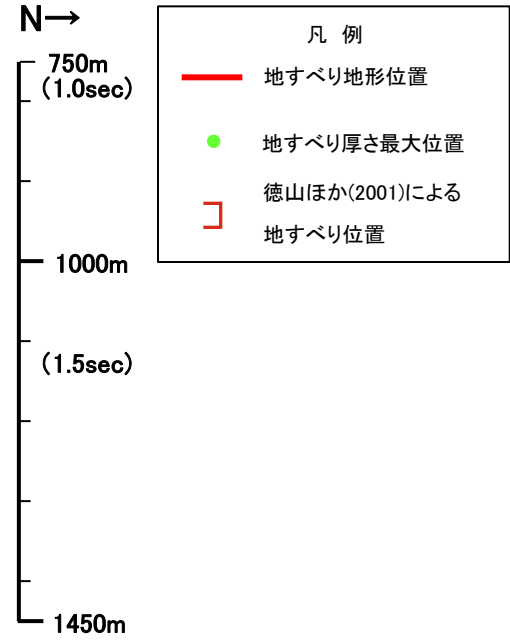 N→
750m
(1.0sec)
1000m
(1.5sec)
1450m
凡 例
地すべり地形位置
地すべり厚さ最大位置
徳山ほか(2001)による
地すべり位置